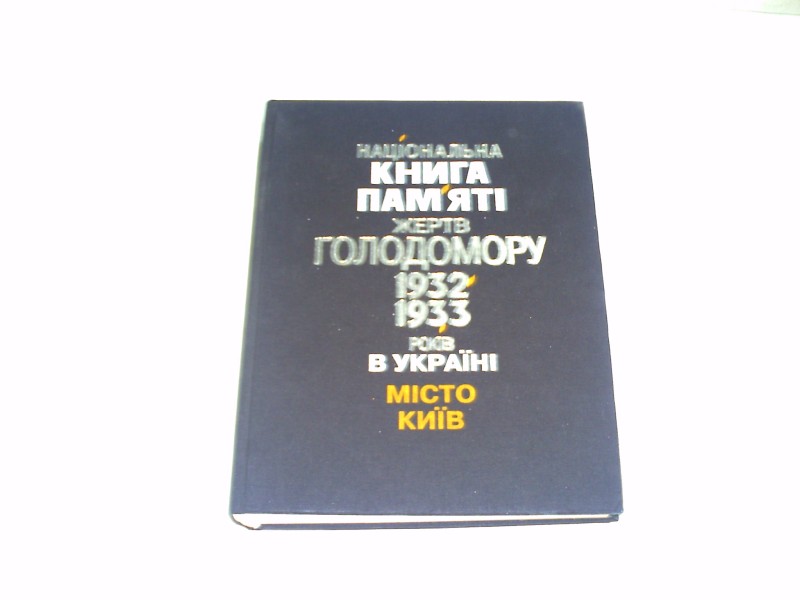 НАЦІОНАЛЬНА
КНИГА
ПАМ'ЯТІ
ЖЕРТВ
ГОЛОДОМОРУ
1932
1933
РОКІВ
В УКРАЇНІ
МІСТО
КИЇВ